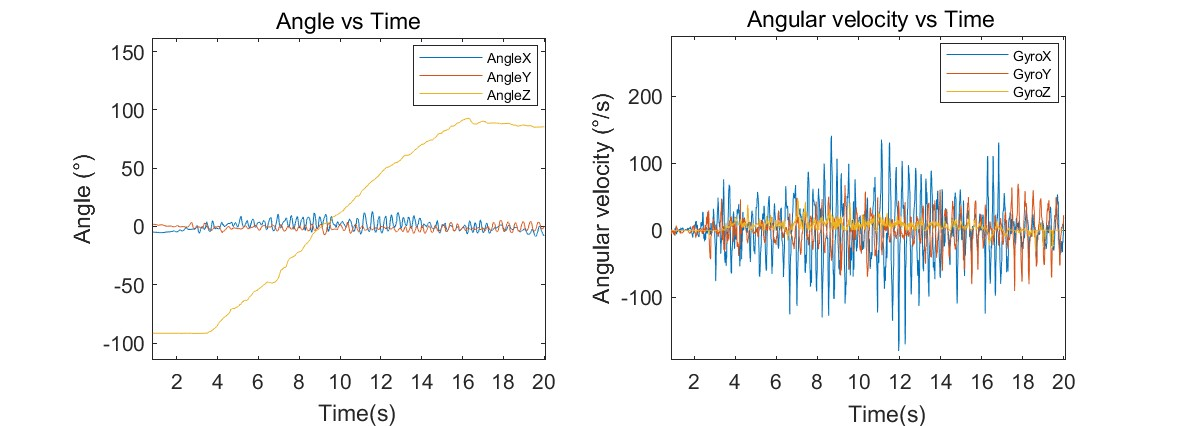 Angle vs Time
150
100
50
0
-50
-100
Angle (°)
AngleX
AngleY
AngleZ
2 4 6 8 10 12 14 16 18 20
Time(s)
Angular velocity vs Time
200
100
0
-100
Angular velocity (°/s)
GyroX
GyroY
GyroZ
2 4 6 8 10 12 14 16 18 20
Time(s)